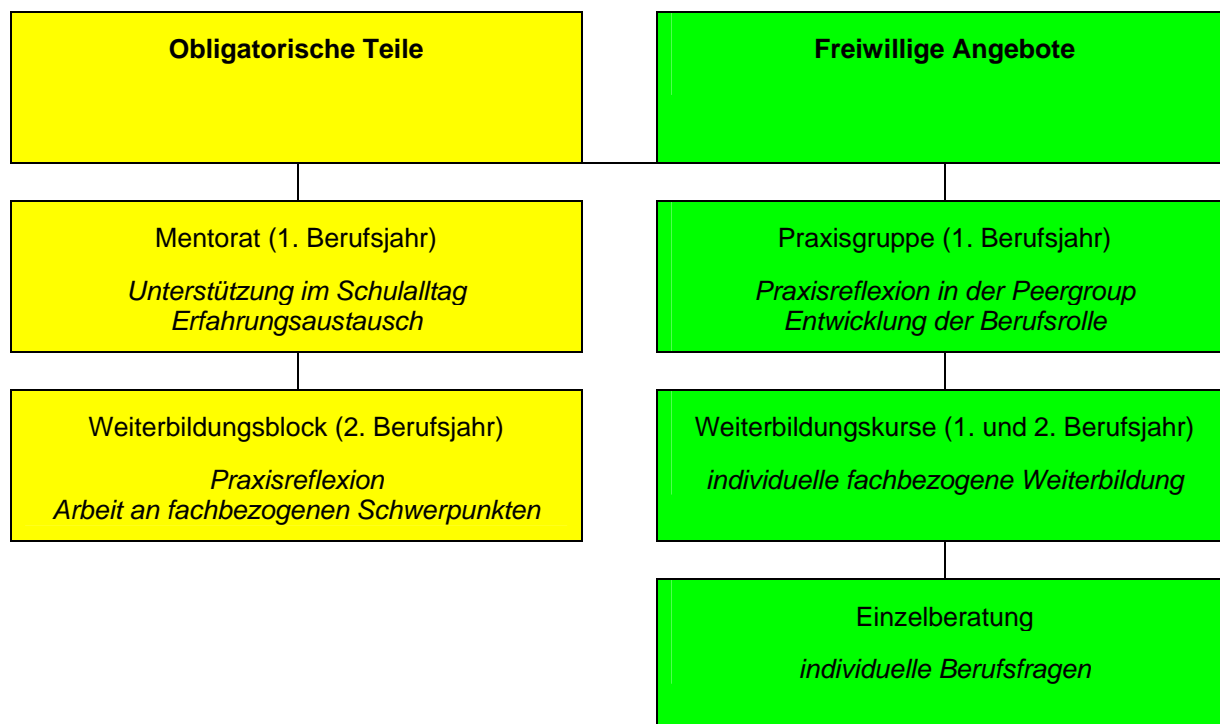 Obligatorische Teile
Freiwillige Angebote
Mentorat (1. Berufsjahr)
Unterstützung im Schulalltag
Erfahrungsaustausch
Praxisgruppe (1. Berufsjahr)
Praxisreflexion in der Peergroup
Entwicklung der Berufsrolle
Weiterbildungsblock (2. Berufsjahr)
Praxisreflexion
Arbeit an fachbezogenen Schwerpunkten
Weiterbildungskurse (1. und 2. Berufsjahr)
individuelle fachbezogene Weiterbildung
Einzelberatung
individuelle Berufsfragen